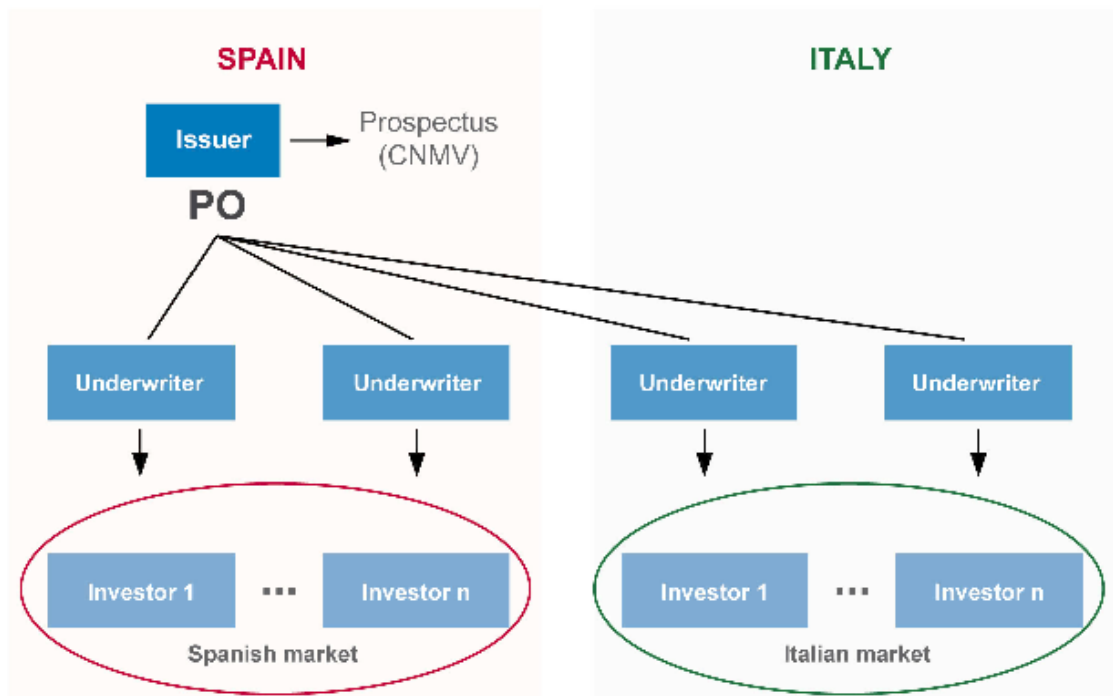 SPAIN
ITALY
Issuer
Prospectus
(CNMV)
PO
Underwriter
Underwriter
Underwriter
Underwriter
Investor 1
...
Investor n
Investor 1
...
Investor n
Spanish market
Italian market